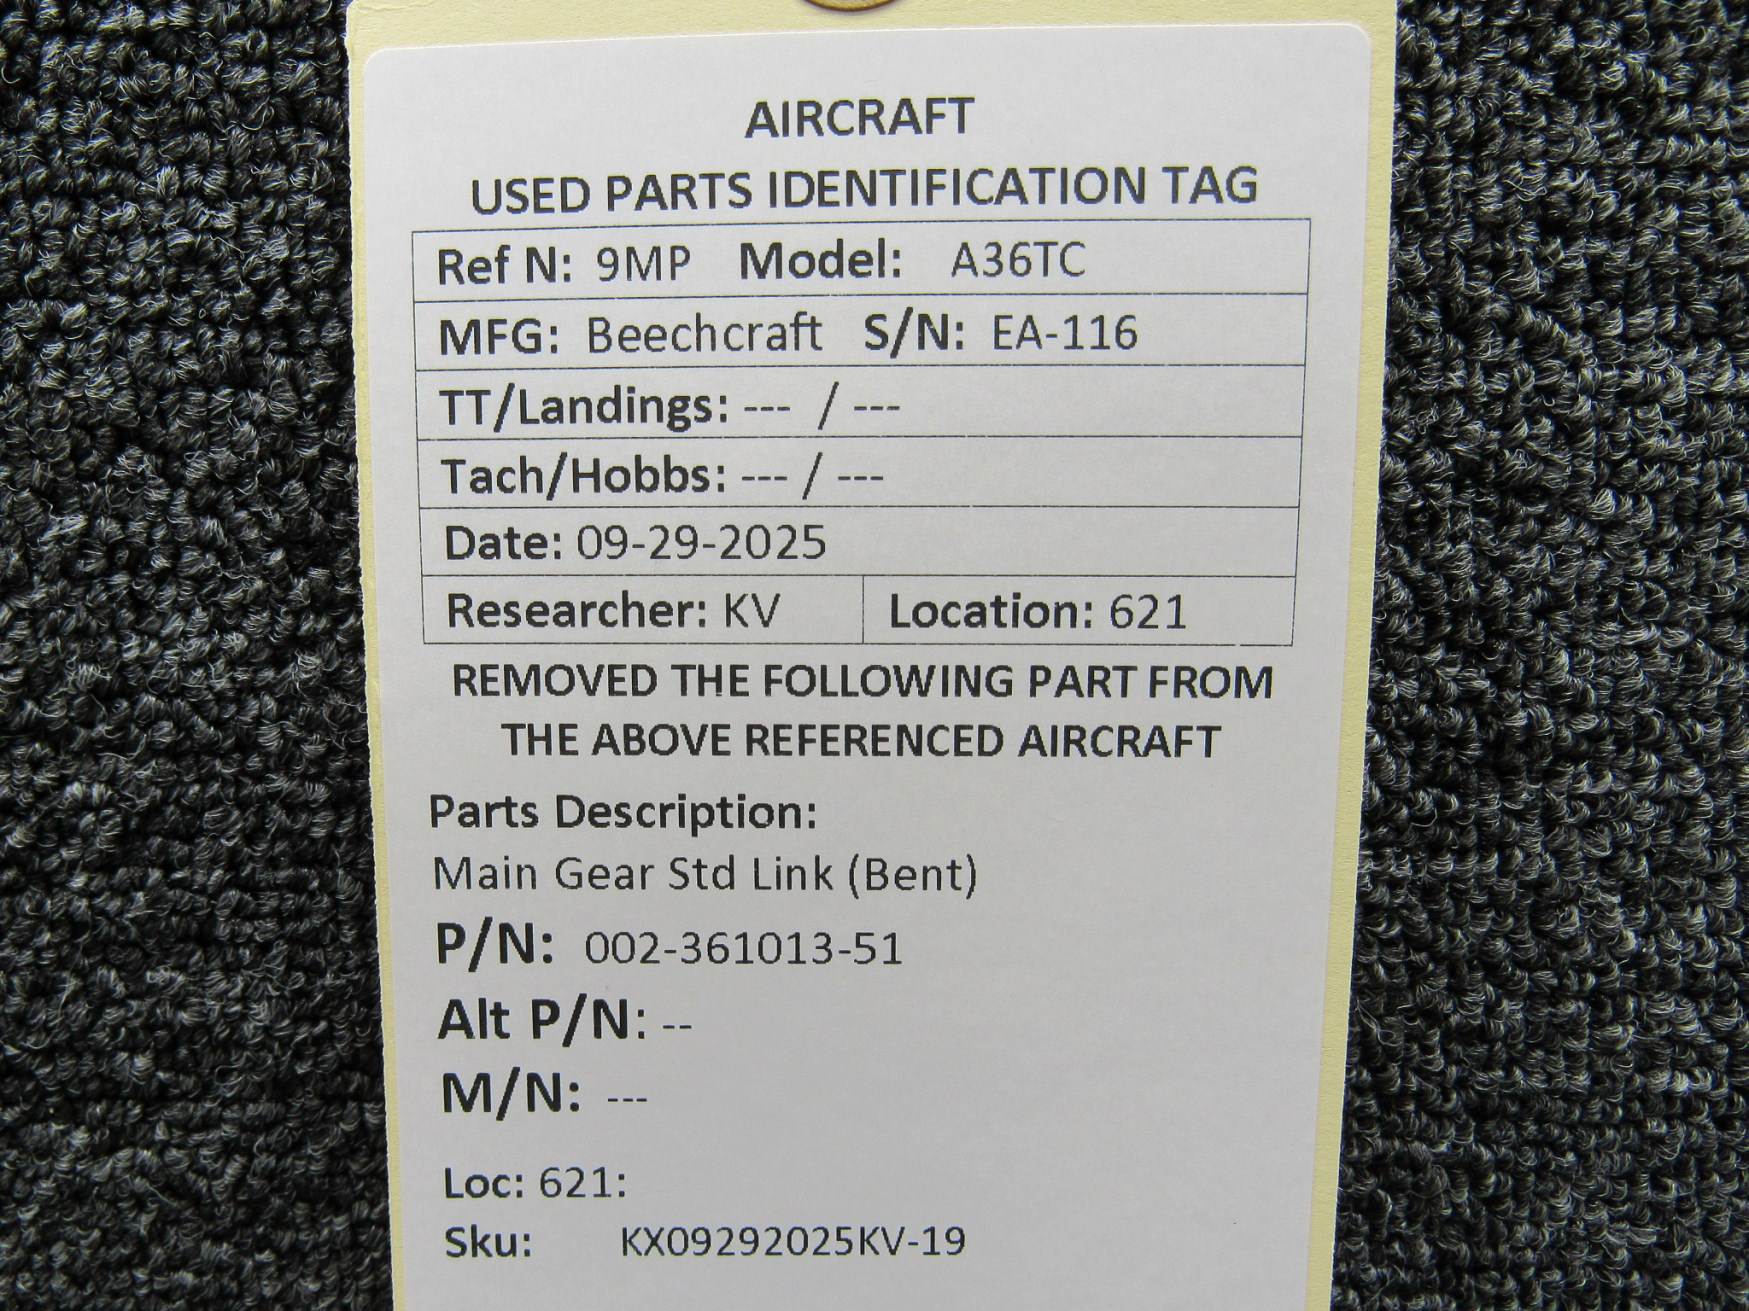 AIRCRAFT
USED PARTS IDENTIFICATION TAG
Ref N: 9MP Model: A36TC
MFG: Beechcraft S/N: EA-116
TT/Landings: --- / ---
Tach/Hobbs: --- / ---
Date: 09-29-2025
Researcher: KV Location: 621
REMOVED THE FOLLOWING PART FROM
THE ABOVE REFERENCED AIRCRAFT
Parts Description:
Main Gear Std Link (Bent)
P/N: 002-361013-51
Alt P/N: --
M/N: ---
Loc: 621:
Sku: KX09292025KV-19